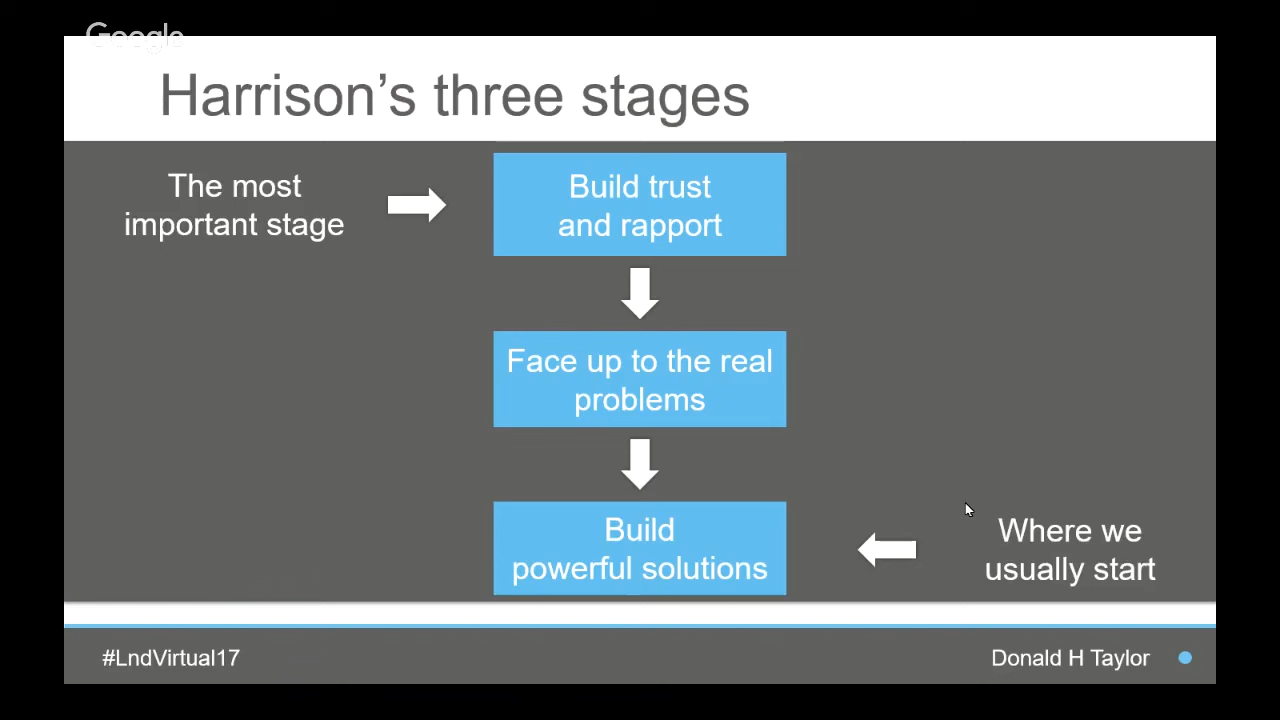 Google
Harrison's three stages
The most
important stage
Build trust
and rapport
Face up to the real
problems
Build
powerful solutions
Where we
usually start
#LndVirtual17
Donald H Taylor